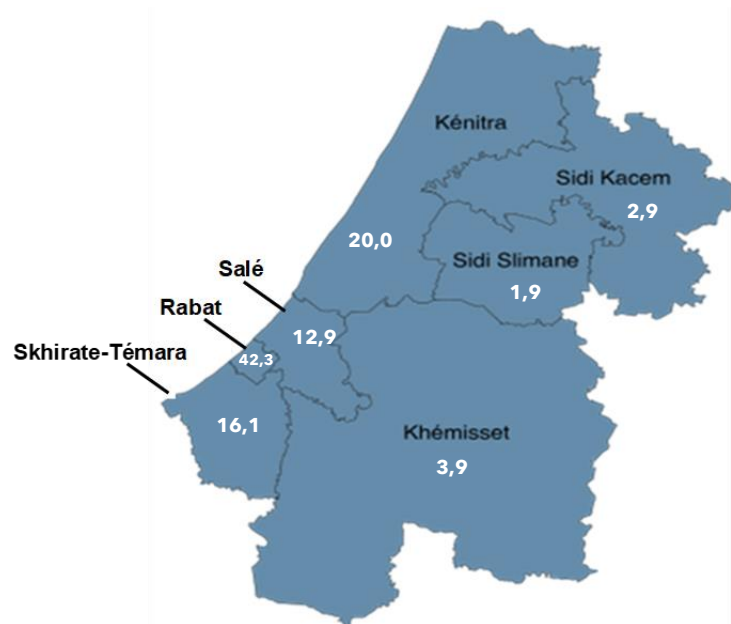 Kénitra
Sidi Kacem
2,9
20,0
Sidi Slimane
1,9
Salé
Rabat
12,9
42,3
Skhirate-Témara
16,1
Khémisset
3,9